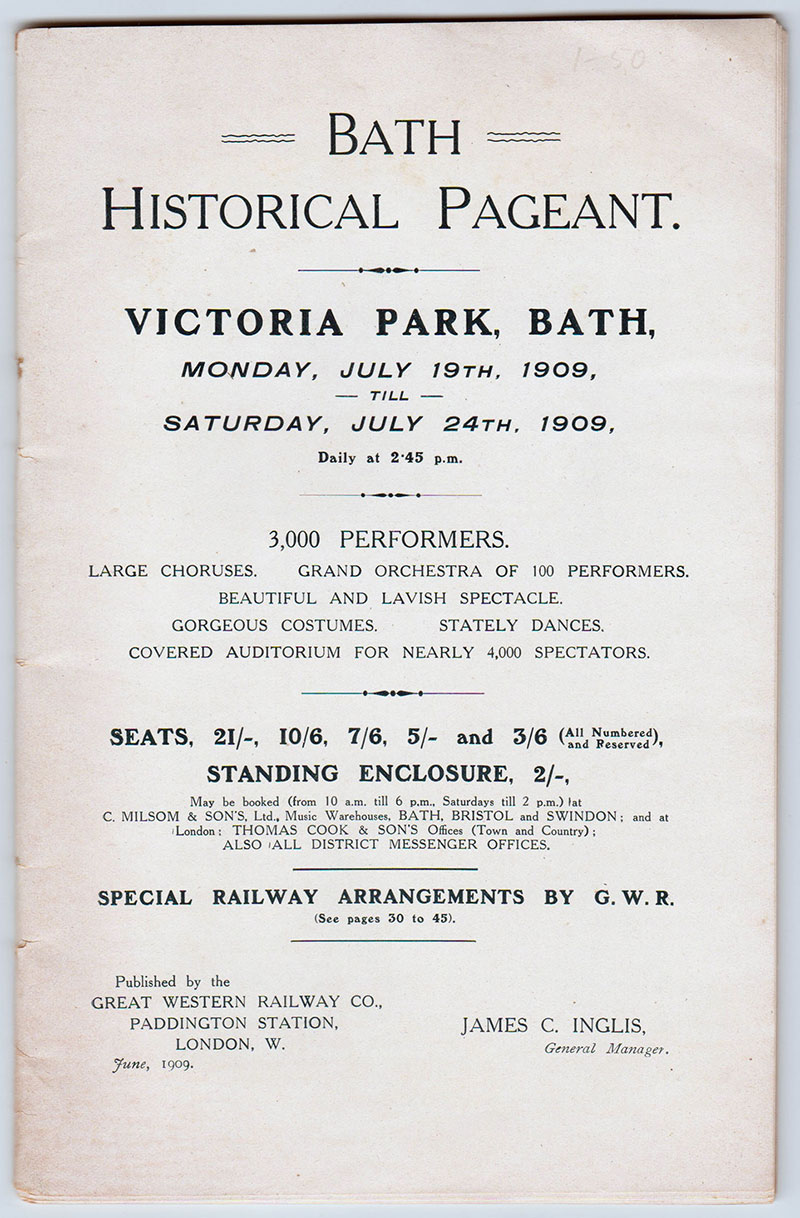 1-50
BATH
HISTORICAL PAGEANT.
VICTORIA PARK, BATH,
MONDAY, JULY 19TH, 1909,
— TILL —
SATURDAY, JULY 24TH, 1909,
Daily at 2·45 p.m.
3,000 PERFORMERS.
LARGE CHORUSES. GRAND ORCHESTRA OF 100 PERFORMERS.
BEAUTIFUL AND LAVISH SPECTACLE.
GORGEOUS COSTUMES. STATELY DANCES.
COVERED AUDITORIUM FOR NEARLY 4,000 SPECTATORS.
SEATS, 21/-, 10/6, 7/6, 5/- and 3/6 (All Numbered and Reserved),
STANDING ENCLOSURE, 2/-,
May be booked (from 10 a.m. till 6 p.m., Saturdays till 2 p.m.) at
C. MILSOM & SON'S, Ltd., Music Warehouses, BATH, BRISTOL and SWINDON; and at
London: THOMAS COOK & SON'S Offices (Town and Country);
ALSO ALL DISTRICT MESSENGER OFFICES.
SPECIAL RAILWAY ARRANGEMENTS BY G.W.R.
(See pages 30 to 45).
Published by the
GREAT WESTERN RAILWAY CO.,
PADDINGTON STATION,
LONDON, W.
June, 1909.
JAMES C. INGLIS,
General Manager.